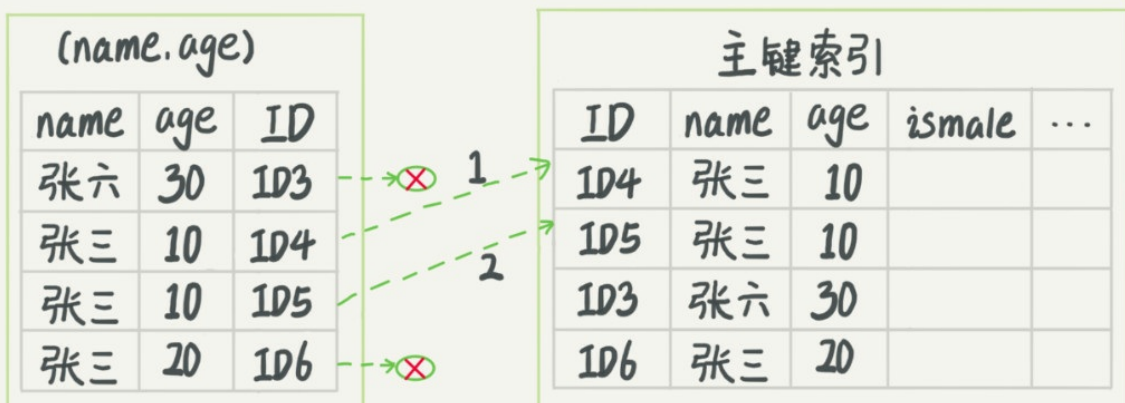 (name.age)
name age ID
张六 30 ID3
张三 10 ID4
张三 10 ID5
张三 20 ID6
1
2
主键索引
ID name age ismale ...
ID4 张三 10
ID5 张三 10
ID3 张六 30
ID6 张三 20